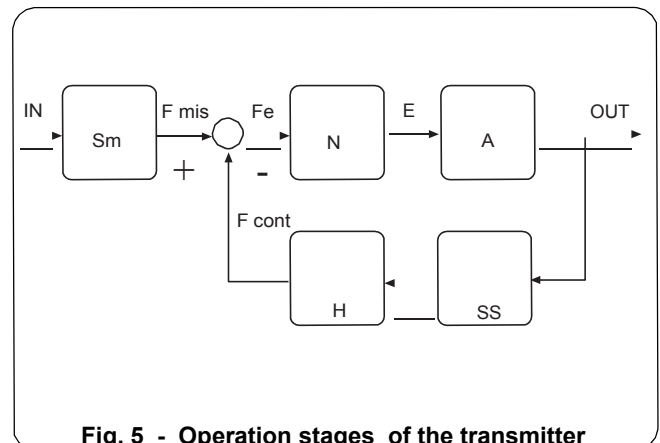 IN
F mis
Fe
E
OUT
Sm
N
A
+
-
F cont
H
SS
Fig. 5 - Operation stages of the transmitter